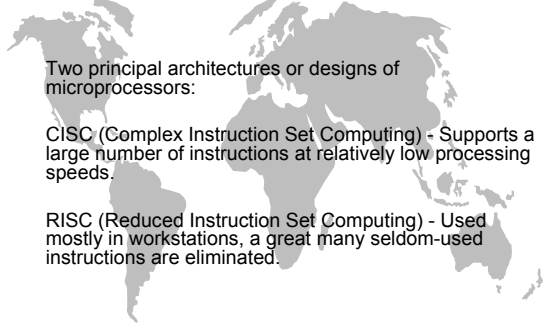 Two principal architectures or designs of
microprocessors:
CISC (Complex Instruction Set Computing) - Supports a
large number of instructions at relatively low processing
speeds.
RISC (Reduced Instruction Set Computing) - Used
mostly in workstations, a great many seldom-used
instructions are eliminated.